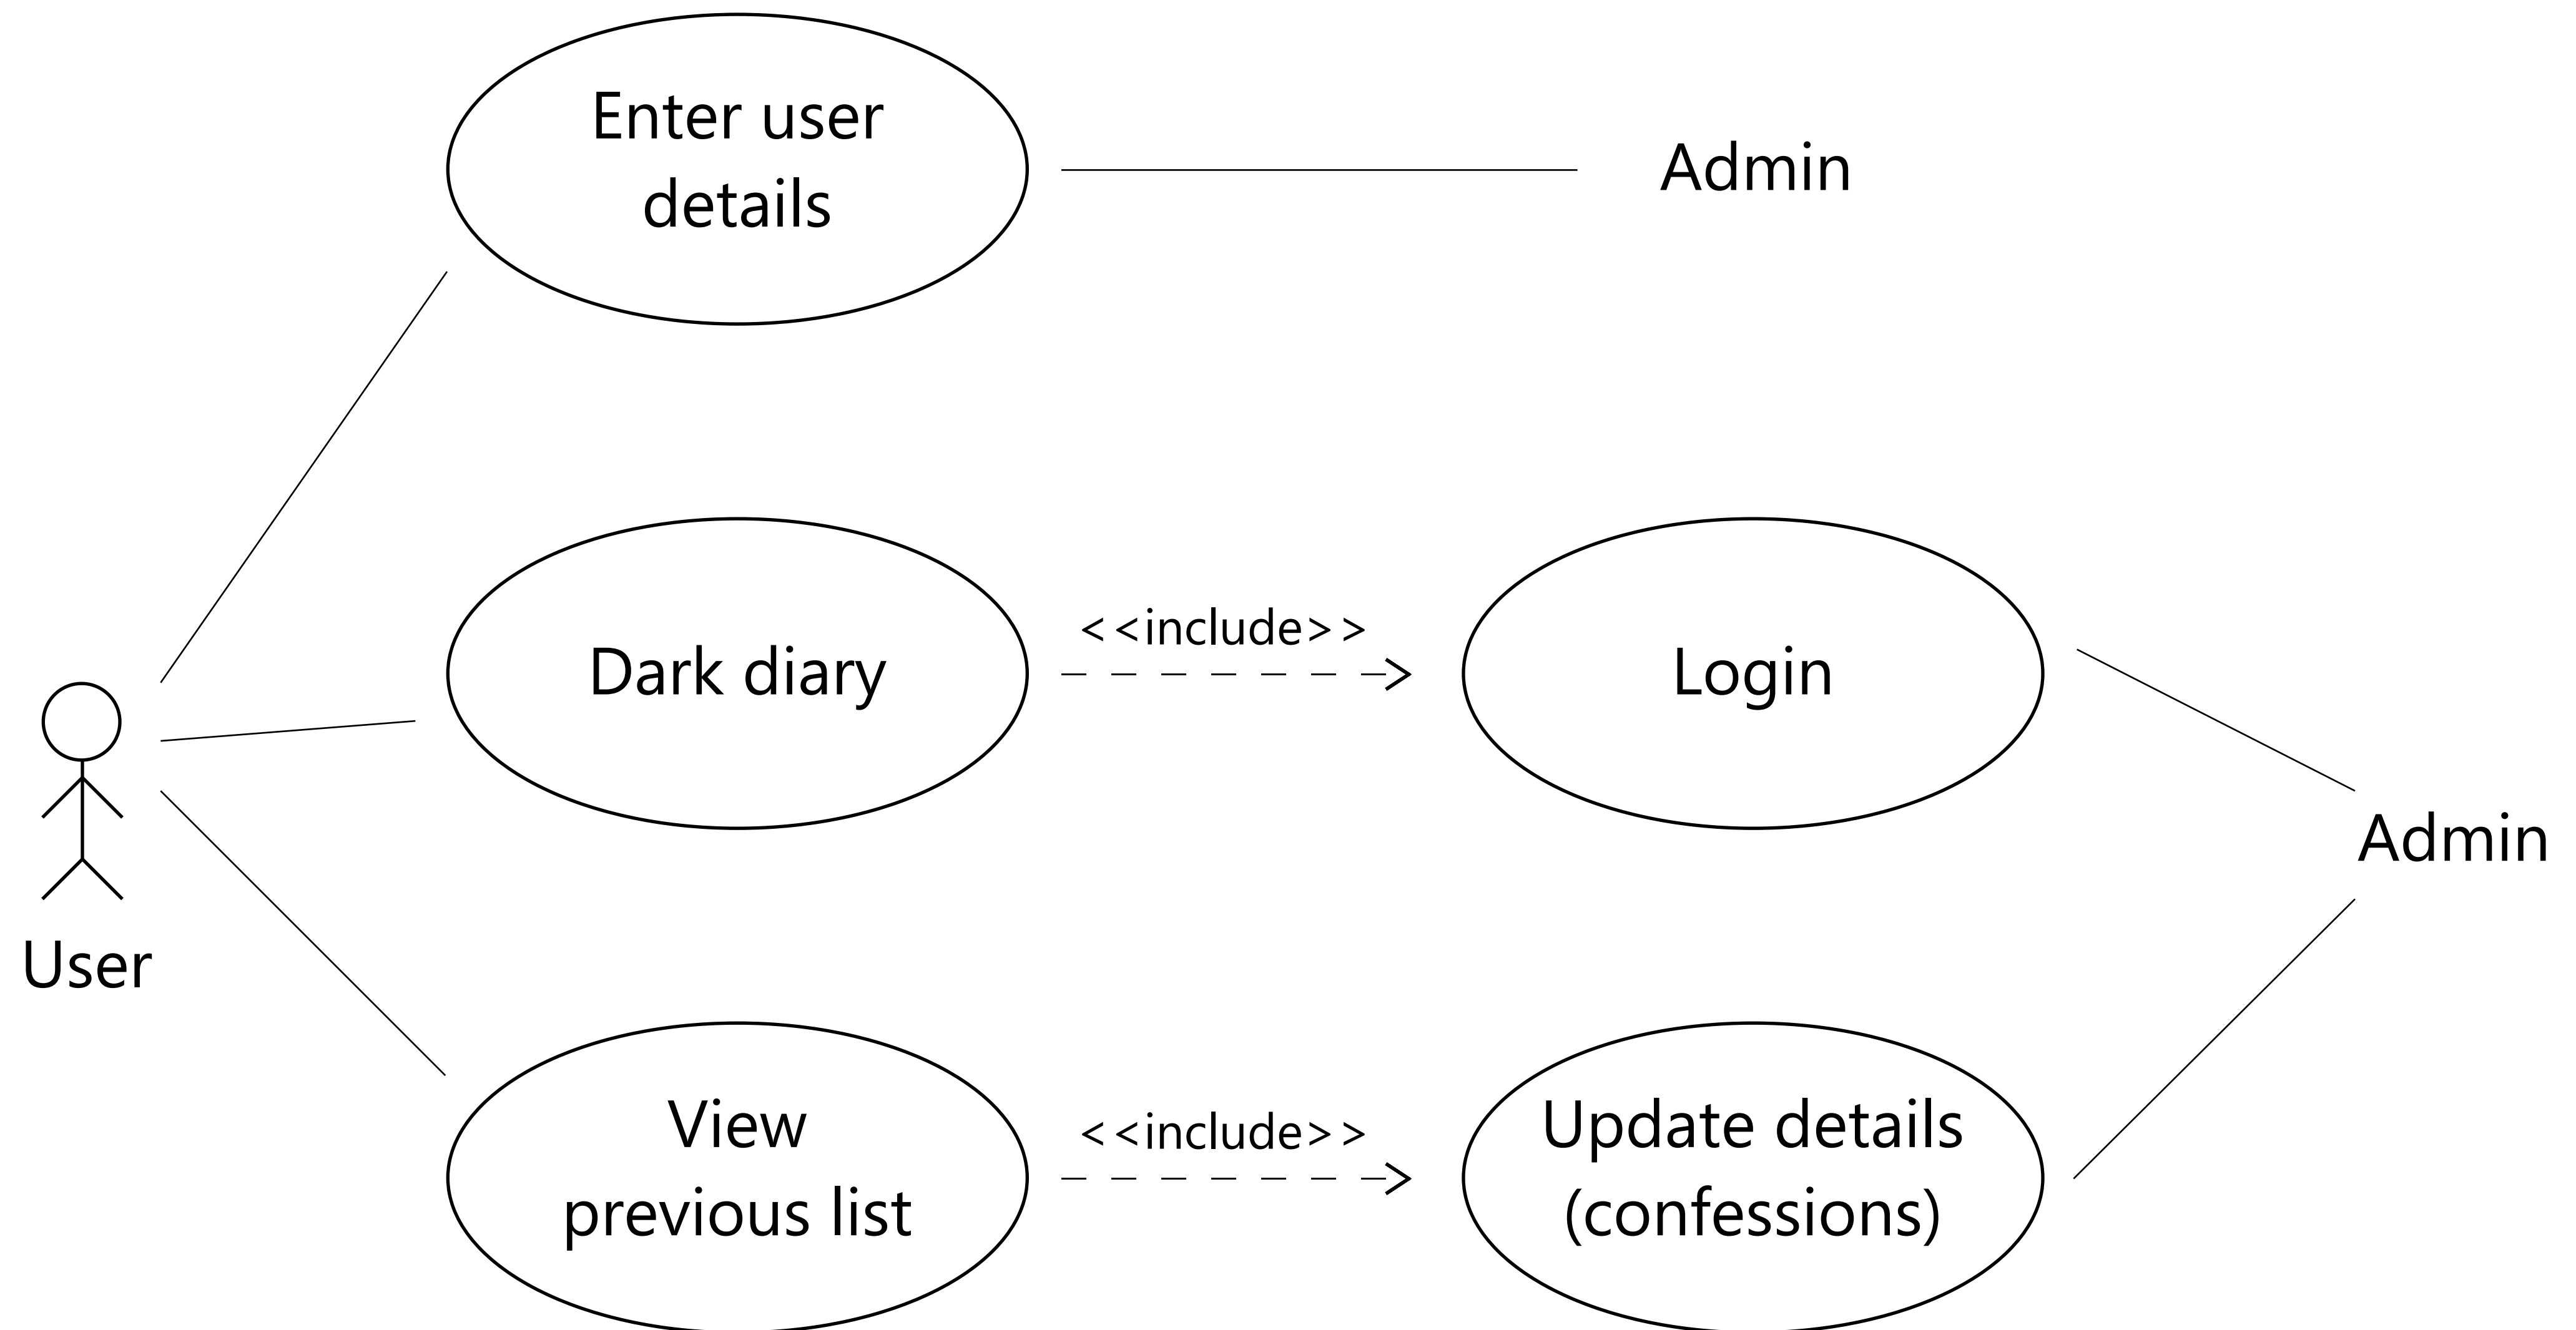 Enter user
details
Admin
Dark diary
<<include>>
Login
Admin
User
View
previous list
<<include>>
Update details
(confessions)